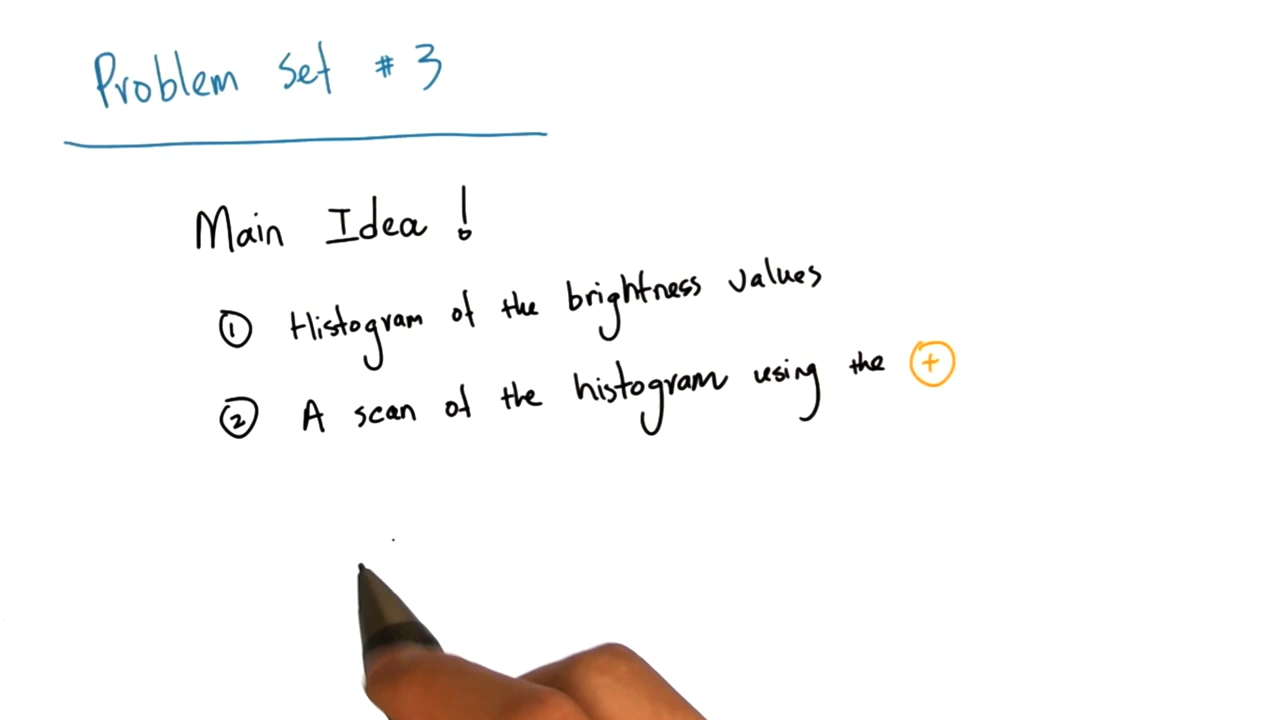 Problem Set # 3
Main Idea !
① Histogram of the brightness values
② A scan of the histogram using the ⊕